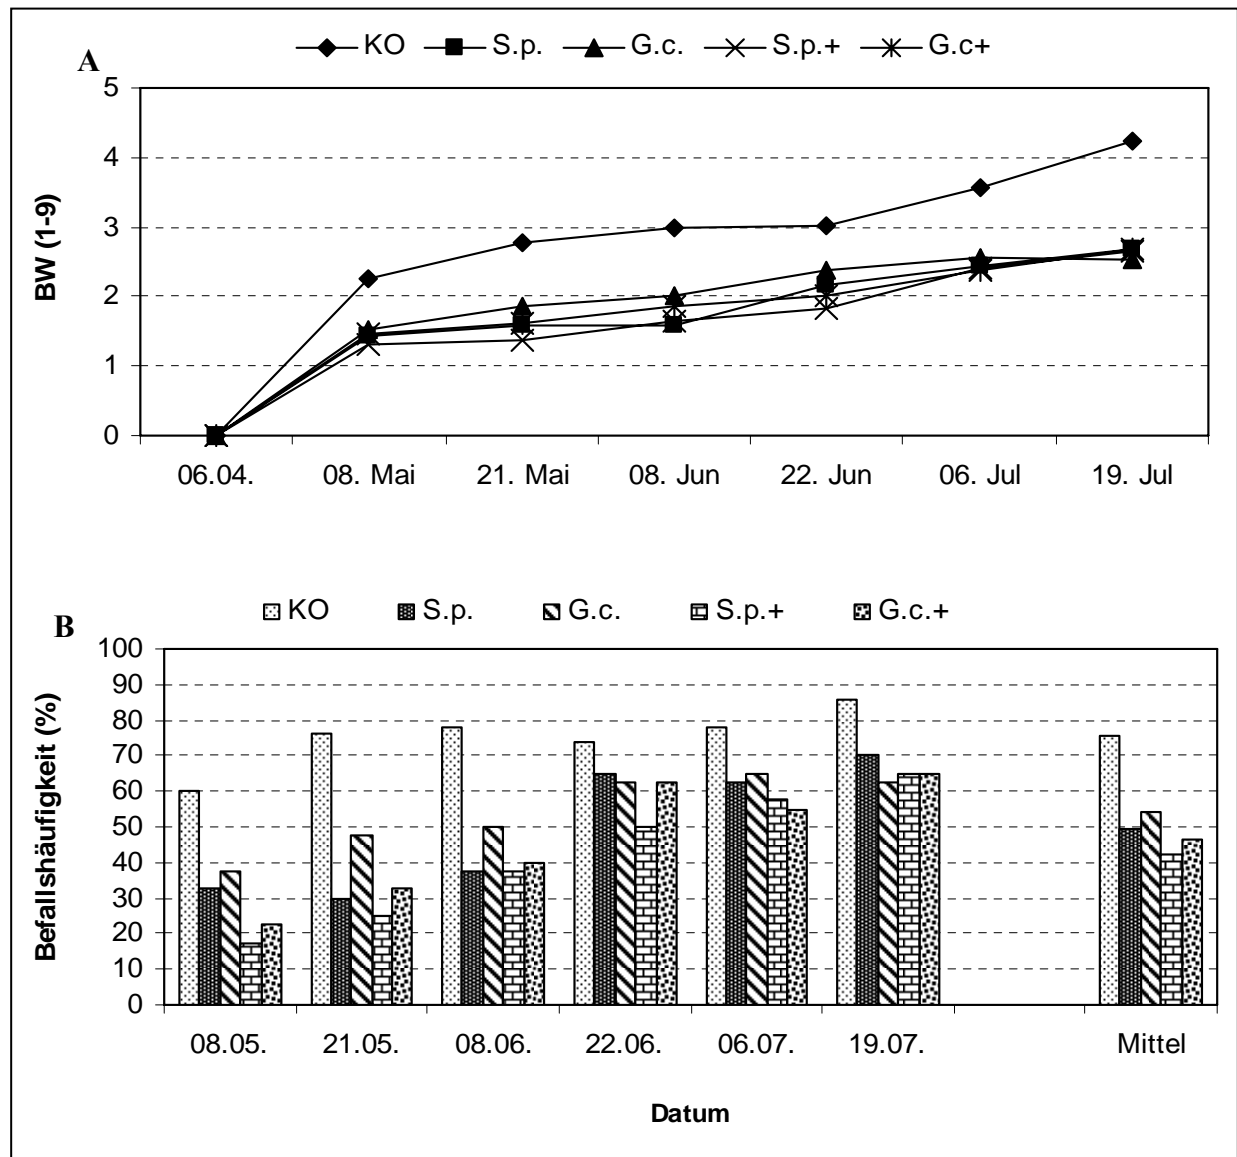 KO S.p. G.c. S.p.+ G.c+
A
5
4
3
2
1
0
BW (1-9)
06.04. 08. Mai 21. Mai 08. Jun 22. Jun 06. Jul 19. Jul
KO S.p. G.c. S.p.+ G.c.+
B
100
90
80
70
60
50
40
30
20
10
0
Befallshäufigkeit (%)
08.05. 21.05. 08.06. 22.06. 06.07. 19.07. Mittel
Datum